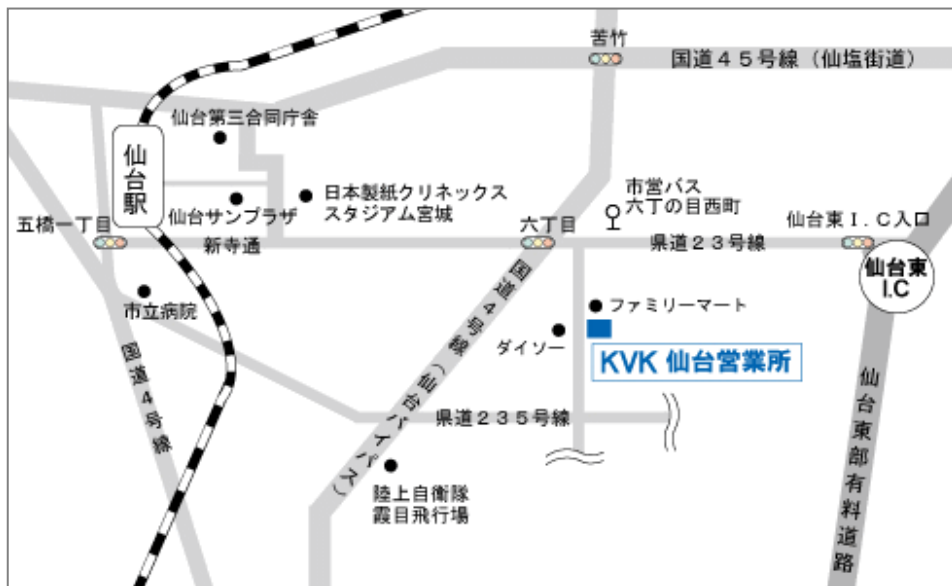 苦竹
国道４５号線（仙塩街道）
仙台第三合同庁舎
仙台駅
仙台サンプラザ
日本製紙クリネックス
スタジアム宮城
市営バス
六丁の目西町
五橋一丁目
新寺通
六丁目
県道２３号線
仙台東Ｉ.Ｃ入口
仙台東
I.C
市立病院
国道４号線（仙台バイパス）
ファミリーマート
ダイソー
KVK 仙台営業所
国道４号線
県道２３５号線
仙台東部有料道路
陸上自衛隊
霞目飛行場